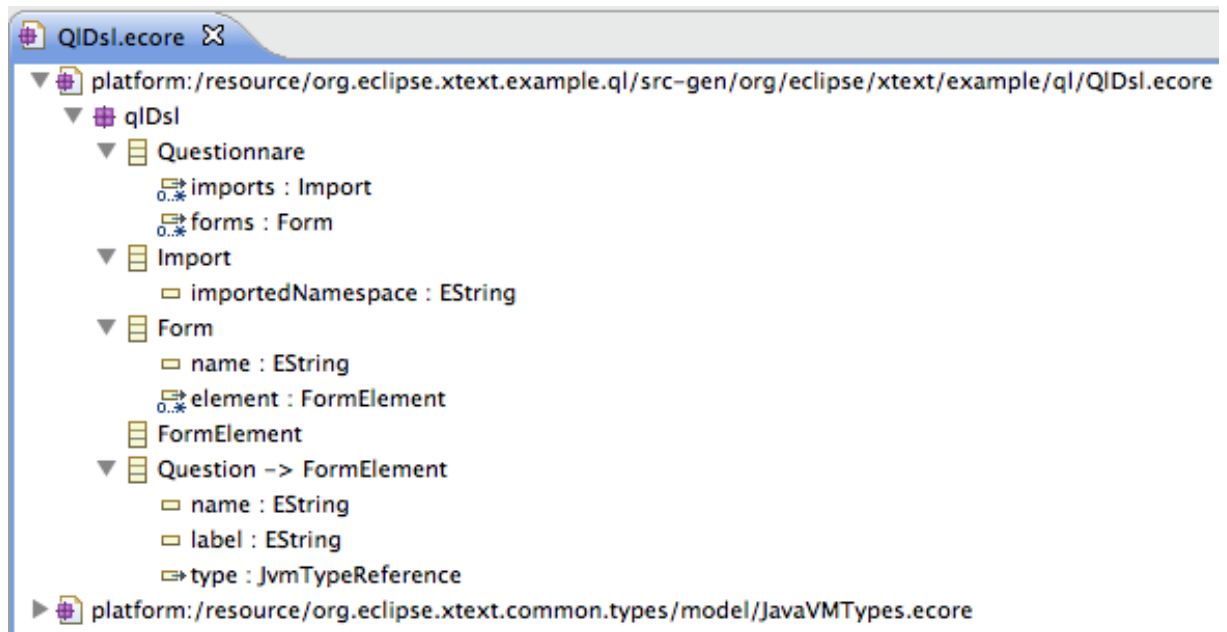 QlDsl.ecore
platform:/resource/org.eclipse.xtext.example.ql/src-gen/org/eclipse/xtext/example/ql/QlDsl.ecore
qlDsl
Questionnare
0..* imports : Import
0..* forms : Form
Import
importedNamespace : EString
Form
name : EString
0..* element : FormElement
FormElement
Question -> FormElement
name : EString
label : EString
type : JvmTypeReference
platform:/resource/org.eclipse.xtext.common.types/model/JavaVMTypes.ecore